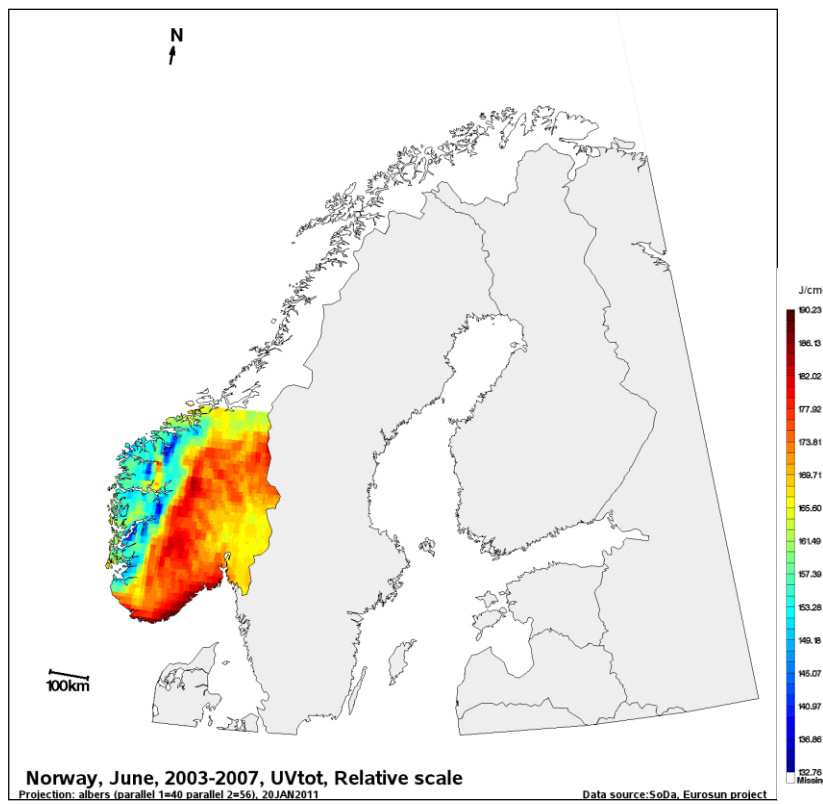 N
J/cm²
190.23
186.13
182.02
177.92
173.81
169.71
165.60
161.49
157.39
153.28
149.18
145.07
140.97
136.86
132.76
Missing
100km
Norway, June, 2003-2007, UVtot, Relative scale
Projection: albers (parallel 1=40 parallel 2=56), 20JAN2011
Data source:SoDa, Eurosun project